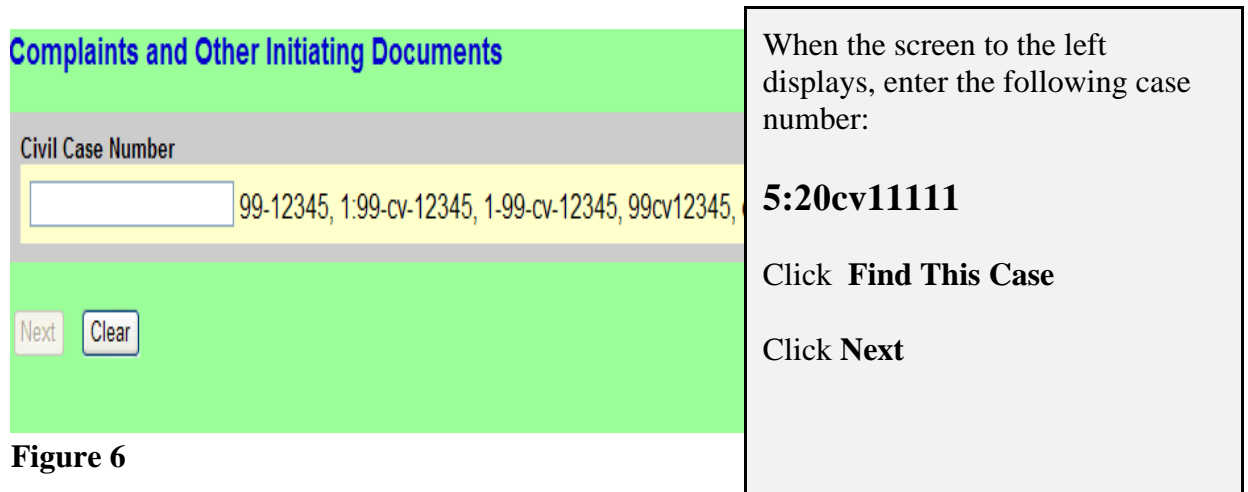 Complaints and Other Initiating Documents
Civil Case Number
99-12345, 1:99-cv-12345, 1-99-cv-12345, 99cv12345,
Next Clear
Figure 6
When the screen to the left
displays, enter the following case
number:
5:20cv11111
Click Find This Case
Click Next